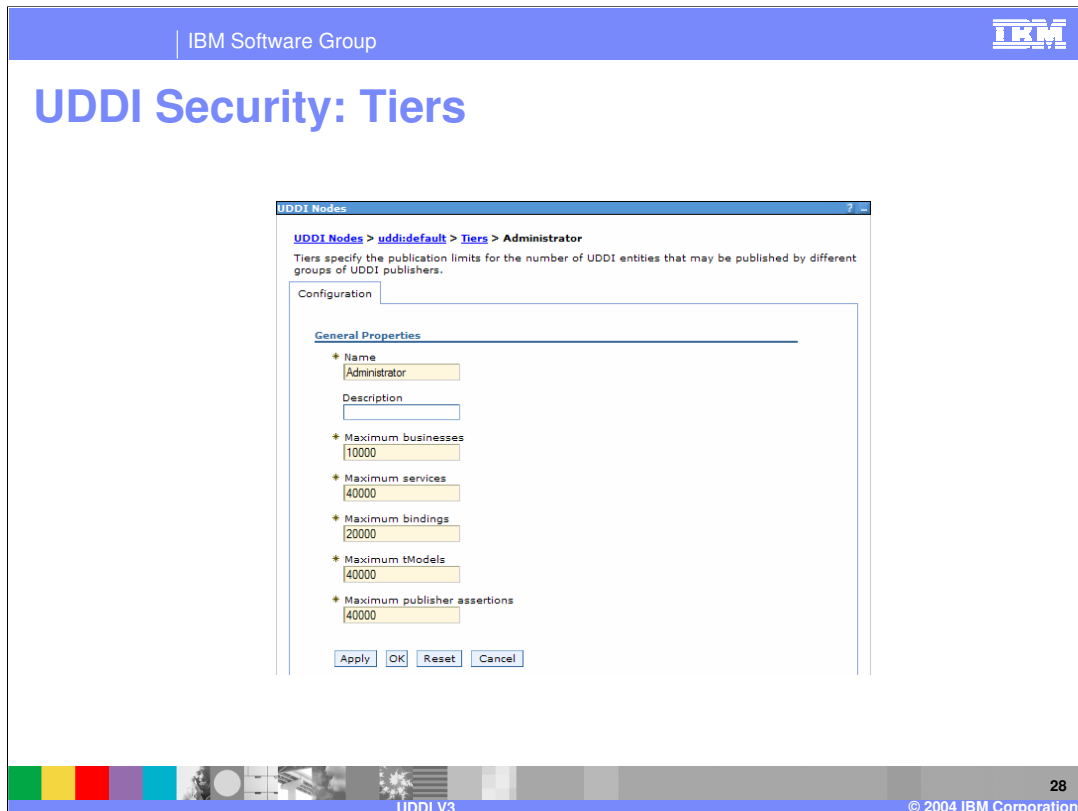 IBM Software Group
IBM
UDDI Security: Tiers
UDDI Nodes ? _
UDDI Nodes > uddi:default > Tiers > Administrator
Tiers specify the publication limits for the number of UDDI entities that may be published by different
groups of UDDI publishers.
Configuration
General Properties
* Name
Administrator
Description
* Maximum businesses
10000
* Maximum services
40000
* Maximum bindings
20000
* Maximum tModels
40000
* Maximum publisher assertions
40000
Apply OK Reset Cancel
28
UDDI V3 © 2004 IBM Corporation